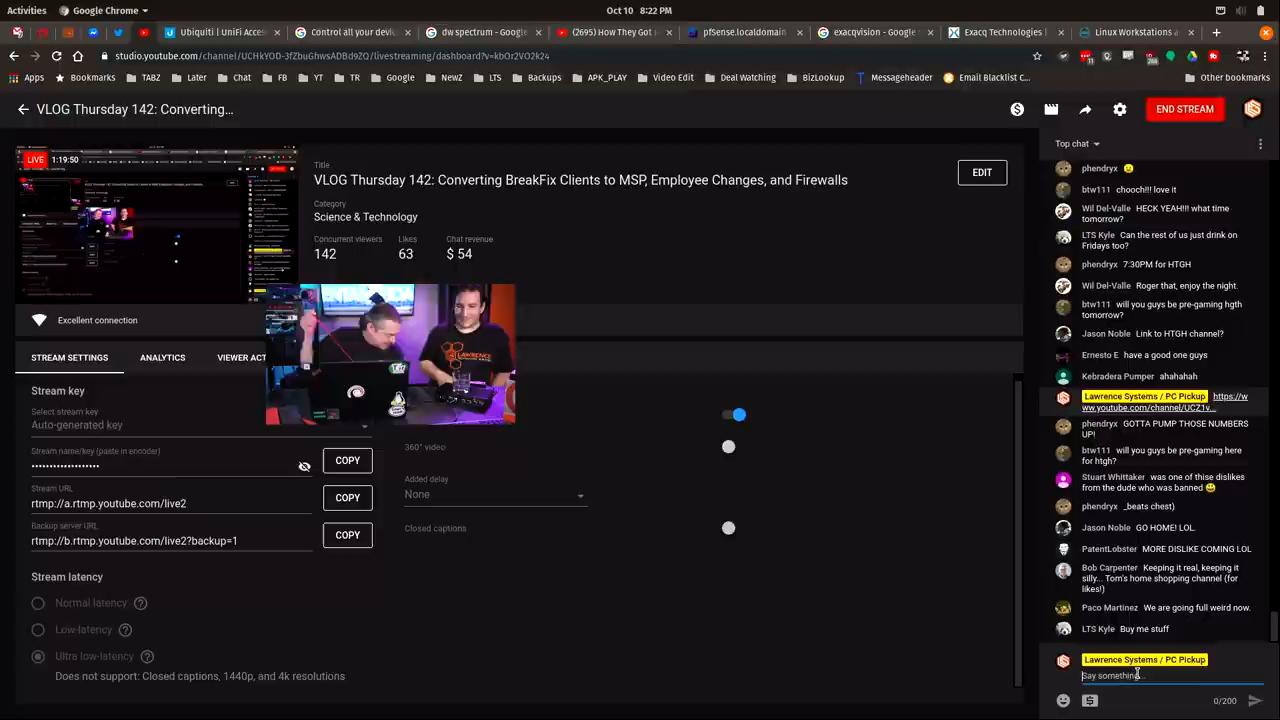 Activities
Google Chrome
Oct 10 8:22 PM
Ubiquiti | UniFi Acces
Control all your dri
dw spectrum - Google
(2695) How They Got
pfsense.localdomain
exacqvision - Google
Exacq Technologies |
Linux Workstations a
studio.youtube.com/channel/
/livestreaming/dashboard?v=kbOr2VO2k24
Apps
Bookmarks
TABZ
Later
Chat
FB
YT
TR
Google
NewZ
LTS
Backups
APK_PLAY
Video Edit
Deal Watching
BizLookup
Messageheader
Email Blacklist C...
Other bookmarks
VLOG Thursday 142: Converting...
END STREAM
LIVE 1:19:50
Title
VLOG Thursday 142: Converting BreakFix Clients to MSP, Employee Changes, and Firewalls
EDIT
Category
Science & Technology
Concurrent viewers
Likes
Chat revenue
142
63
$ 54
Excellent connection
STREAM SETTINGS
ANALYTICS
VIEWER ACT
Stream key
Select stream key
Auto-generated key
Stream name/key (paste in encoder)
••••••••••••••••••
COPY
Stream URL
rtmp://a.rtmp.youtube.com/live2
COPY
Backup server URL
rtmp://b.rtmp.youtube.com/live2?backup=1
COPY
Stream latency
Normal latency
Low-latency
Ultra low-latency
Does not support: Closed captions, 1440p, and 4k resolutions
360° video
Added delay
None
Closed captions
LAWRENCE
Top chat
phendryx 😐
btw111 chooch!!! love it
Wil Del-Valle HECK YEAH!!! what time
tomorrow?
LTS Kyle Can the rest of us just drink on
Fridays too?
phendryx 7:30PM for HTGH
Wil Del-Valle Roger that, enjoy the night.
btw111 will you guys be pre-gaming hgth
tomorrow?
Jason Noble Link to HTGH channel?
Ernesto E have a good one guys
Kebradera Pumper ahahahah
Lawrence Systems / PC Pickup https://w
ww.youtube.com/channel/UCZ1v...
phendryx GOTTA PUMP THOSE NUMBERS
UP!
btw111 will you guys be pre-gaming here
for htgh?
Stuart Whittaker was one of thise dislikes
from the dude who was banned 😃
phendryx _beats chest)
Jason Noble GO HOME! LOL.
PatentLobster MORE DISLIKE COMING LOL
Bob Carpenter Keeping it real, keeping it
silly... Tom's home shopping channel (for
likes!)
Paco Martinez We are going full weird now.
LTS Kyle Buy me stuff
Lawrence Systems / PC Pickup
Say something...
0/200